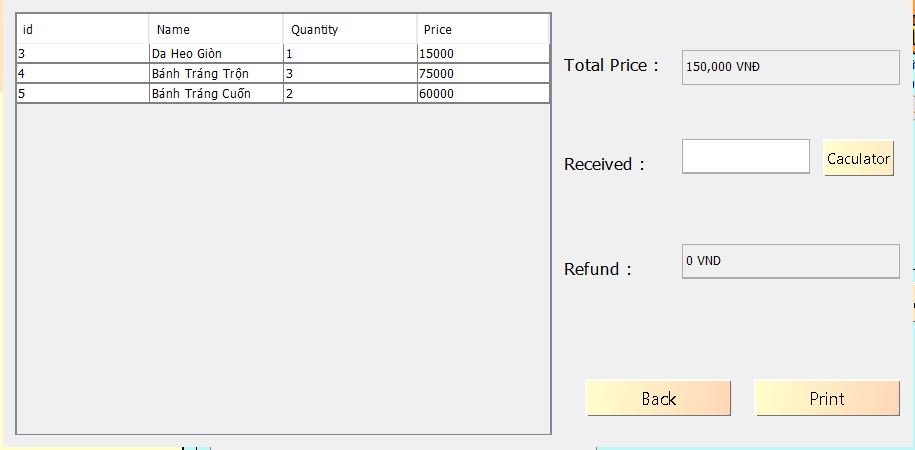 id Name Quantity Price
3 Da Heo Giòn 1 15000
4 Bánh Tráng Trộn 3 75000
5 Bánh Tráng Cuốn 2 60000
Total Price : 150,000 VNĐ
Received : Caculator
Refund : 0 VND
Back Print